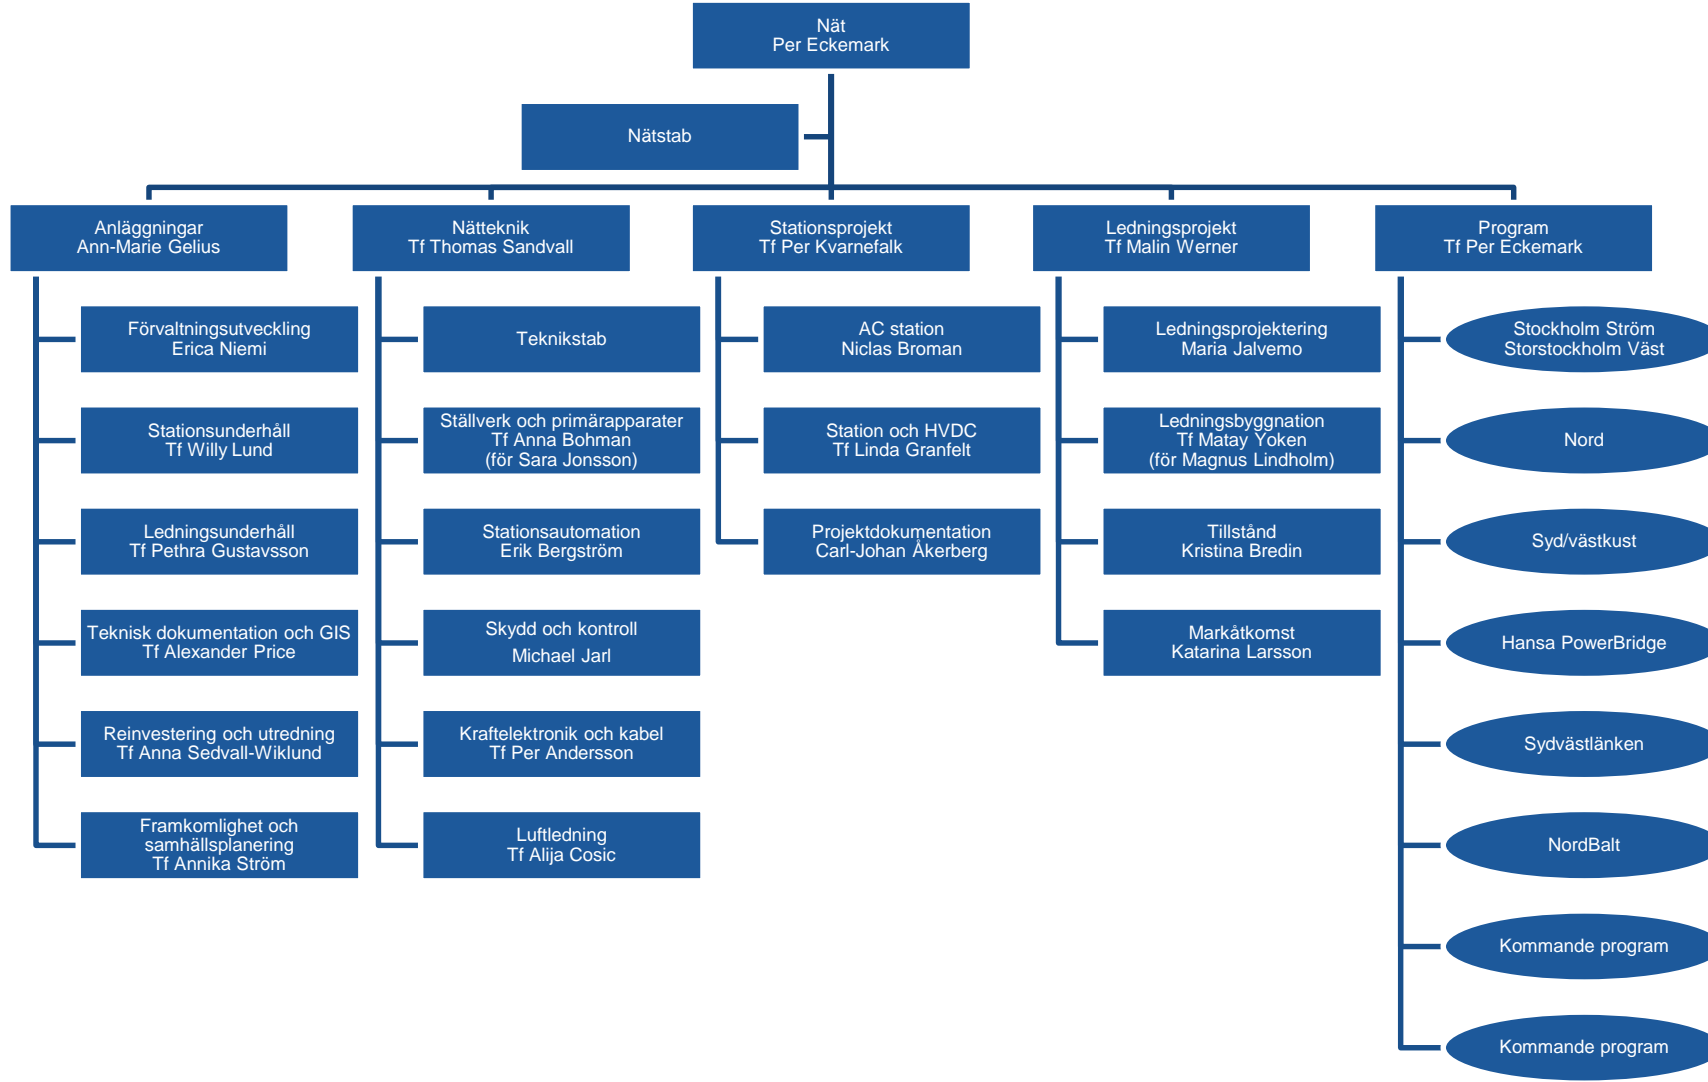 Nät
Per Eckemark
Nätstab
Anläggningar
Ann-Marie Gelius
Förvaltningsutveckling
Erica Niemi
Stationsunderhåll
Tf Willy Lund
Ledningsunderhåll
Tf Pethra Gustavsson
Teknisk dokumentation och GIS
Tf Alexander Price
Reinvestering och utredning
Tf Anna Sedvall-Wiklund
Framkomlighet och
samhällsplanering
Tf Annika Ström
Nätteknik
Tf Thomas Sandvall
Teknikstab
Ställverk och primärapparater
Tf Anna Bohman
(för Sara Jonsson)
Stationsautomation
Erik Bergström
Skydd och kontroll
Michael Jarl
Kraftelektronik och kabel
Tf Per Andersson
Luftledning
Tf Alija Cosic
Stationsprojekt
Tf Per Kvarnefalk
AC station
Niclas Broman
Station och HVDC
Tf Linda Granfelt
Projektdokumentation
Carl-Johan Åkerberg
Ledningsprojekt
Tf Malin Werner
Ledningsprojektering
Maria Jalvemo
Ledningsbyggnation
Tf Matay Yoken
(för Magnus Lindholm)
Tillstånd
Kristina Bredin
Markåtkomst
Katarina Larsson
Program
Tf Per Eckemark
Stockholm Ström
Storstockholm Väst
Nord
Syd/västkust
Hansa PowerBridge
Sydvästlänken
NordBalt
Kommande program
Kommande program